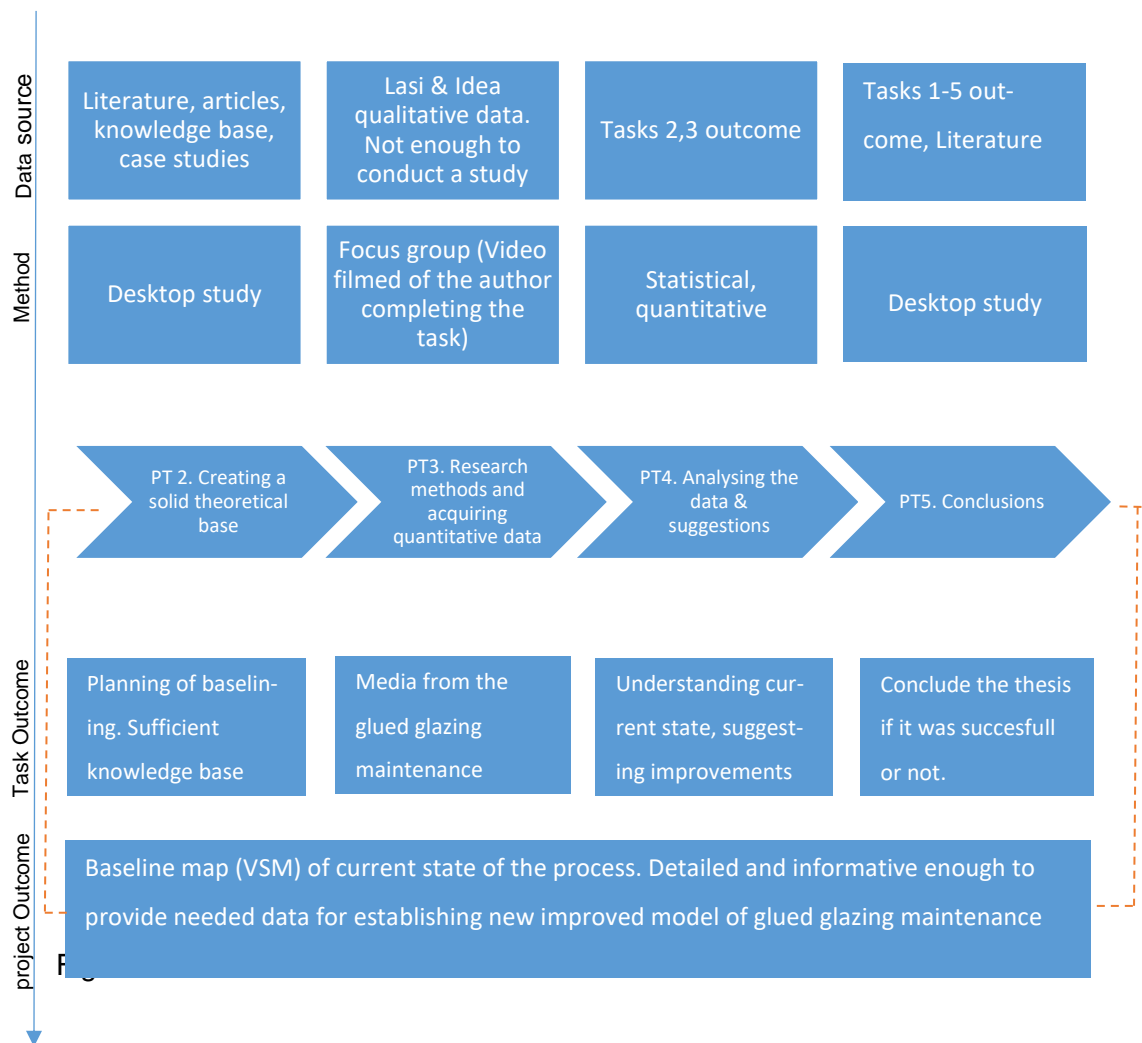 Data source
Literature, articles,
knowledge base,
case studies
Lasi & Idea
qualitative data.
Not enough to
conduct a study
Tasks 2,3 outcome
Tasks 1-5 out-
come, Literature
Method
Desktop study
Focus group (Video
filmed of the author
completing the
task)
Statistical,
quantitative
Desktop study
PT 2. Creating a
solid theoretical
base
PT3. Research
methods and
acquiring
quantitative data
PT4. Analysing the
data &
suggestions
PT5. Conclusions
Task Outcome
Planning of baselin-
ing. Sufficient
knowledge base
Media from the
glued glazing
maintenance
Understanding cur-
rent state, suggest-
ing improvements
Conclude the thesis
if it was succesfull
or not.
project Outcome
Baseline map (VSM) of current state of the process. Detailed and informative enough to
provide needed data for establishing new improved model of glued glazing maintenance